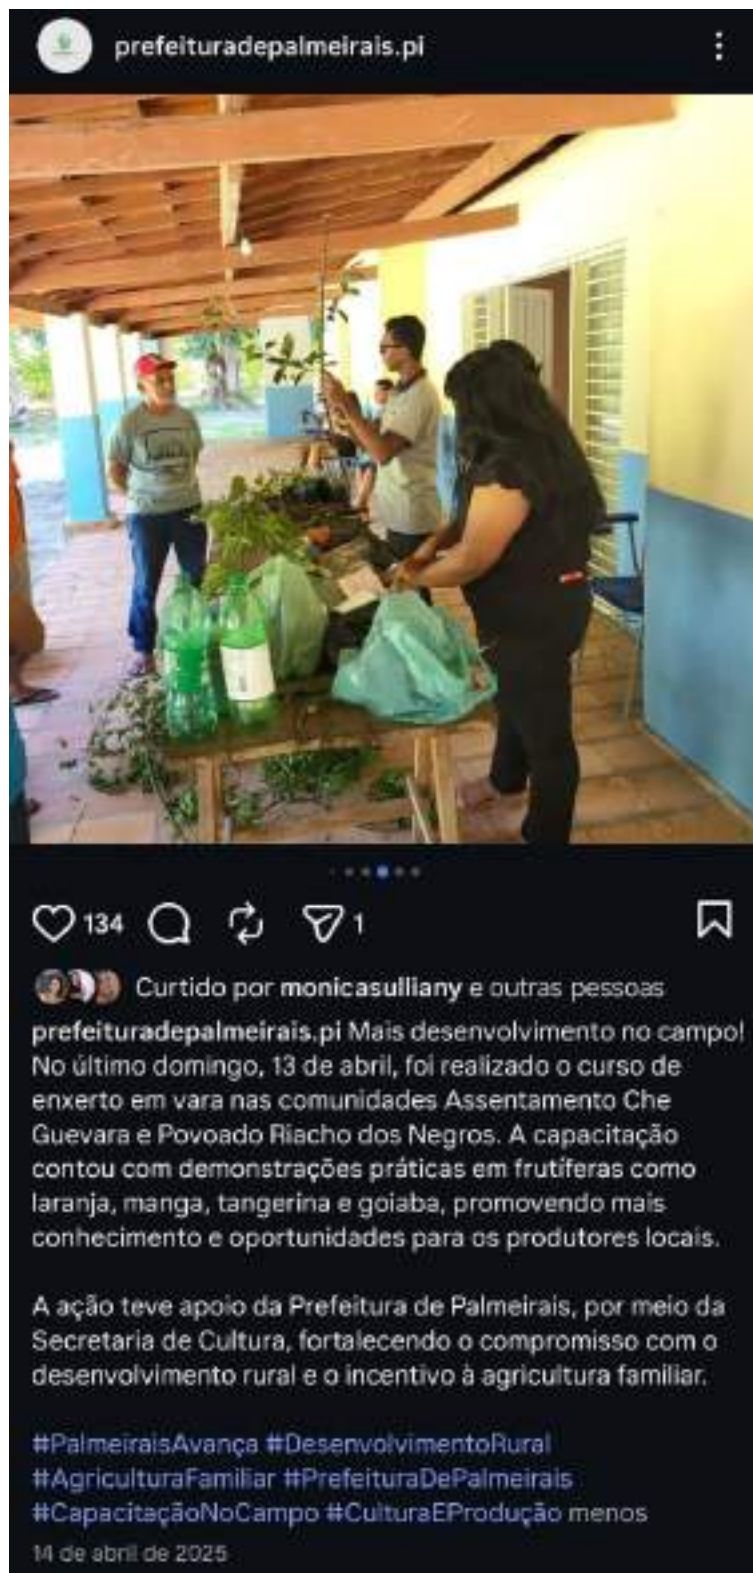 prefeituradepalmeirais.pi
134
1
Curtido por monicasulliany e outras pessoas
prefeituradepalmeirais.pi Mais desenvolvimento no campo!
No último domingo, 13 de abril, foi realizado o curso de
enxerto em vara nas comunidades Assentamento Che
Guevara e Povoado Riacho dos Negros. A capacitação
contou com demonstrações práticas em frutíferas como
laranja, manga, tangerina e goiaba, promovendo mais
conhecimento e oportunidades para os produtores locais.
A ação teve apoio da Prefeitura de Palmeirais, por meio da
Secretaria de Cultura, fortalecendo o compromisso com o
desenvolvimento rural e o incentivo à agricultura familiar.
#PalmeiraisAvança #DesenvolvimentoRural
#AgriculturaFamiliar #PrefeituraDePalmeirais
#CapacitaçãoNoCampo #CulturaEProdução menos
14 de abril de 2025